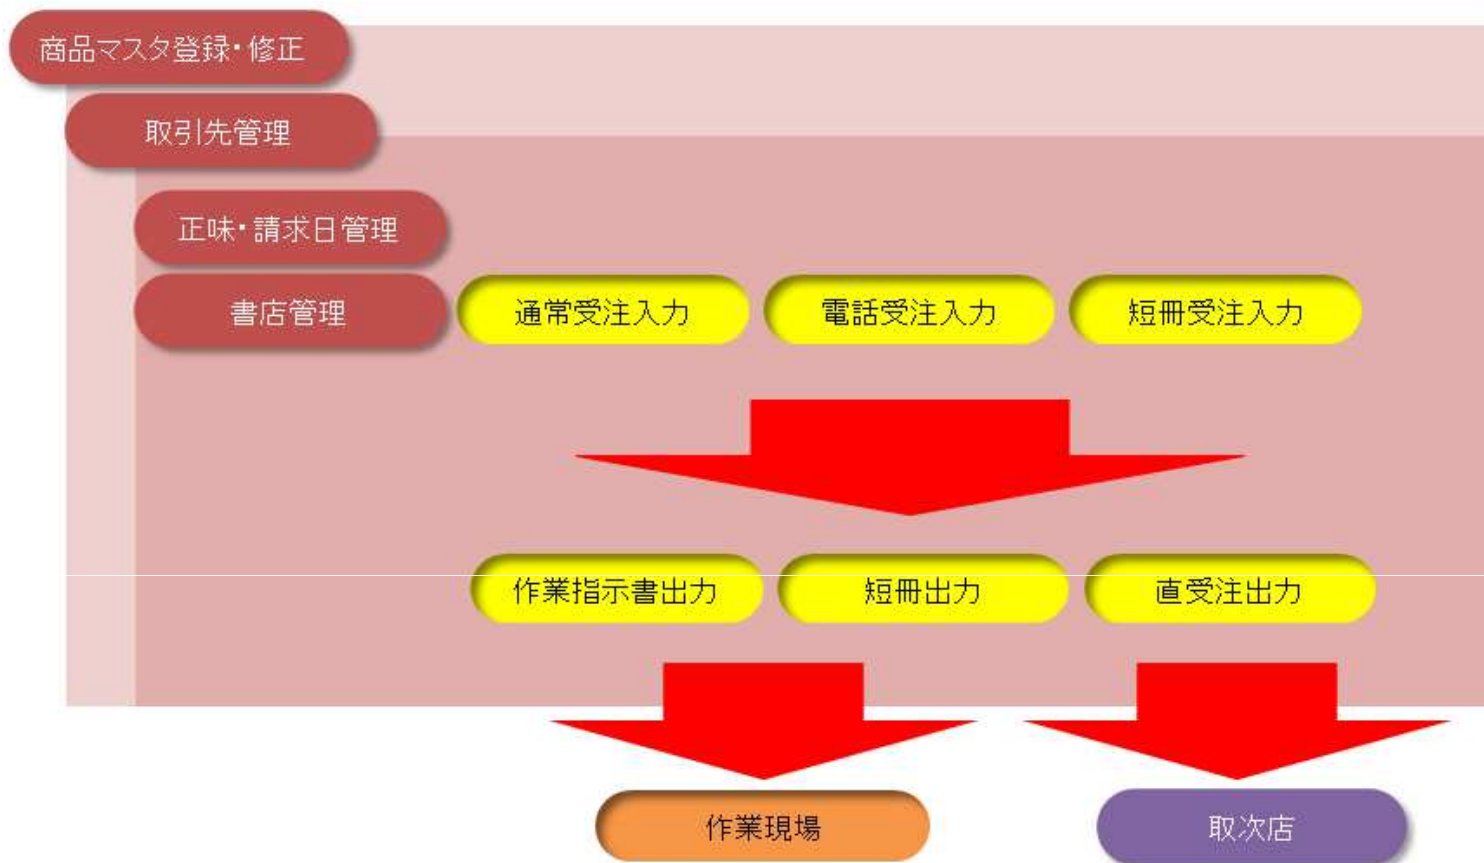 商品マスタ登録・修正
取引先管理
正味・請求日管理
書店管理
通常受注入力
電話受注入力
短冊受注入力
作業指示書出力
短冊出力
直受注出力
作業現場
取次店